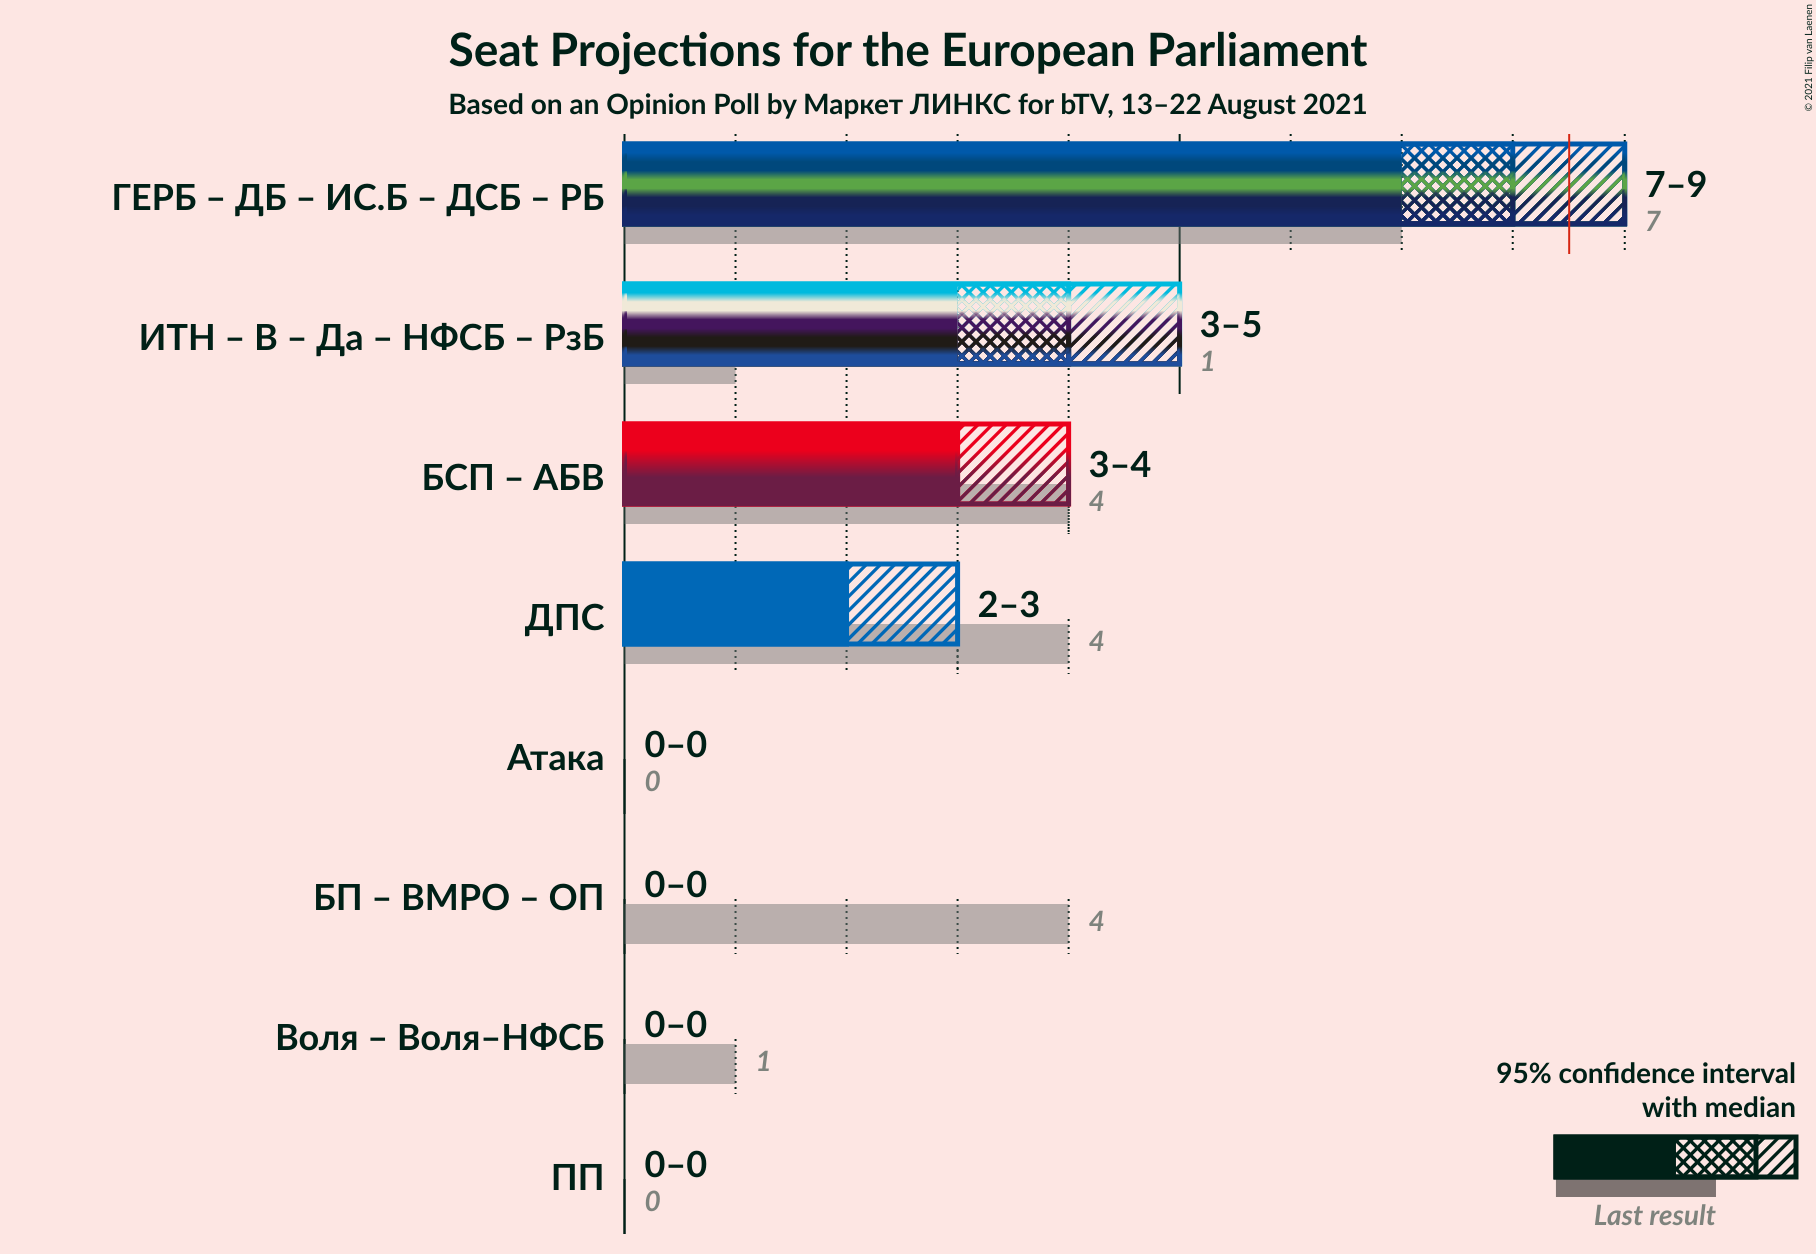 Seat Projections for the European Parliament
Based on an Opinion Poll by Маркет ЛИНКС for bTV, 13–22 August 2021
© 2021 Filip van Laenen
ГЕРБ – ДБ – ИС.Б – ДСБ – РБ
7–9
7
ИТН – В – Да – НФСБ – РзБ
3–5
1
БСП – АБВ
3–4
4
ДПС
2–3
4
Атака
0–0
0
БП – ВМРО – ОП
0–0
4
Воля – Воля–НФСБ
0–0
1
ПП
0–0
0
95% confidence interval
with median
Last result